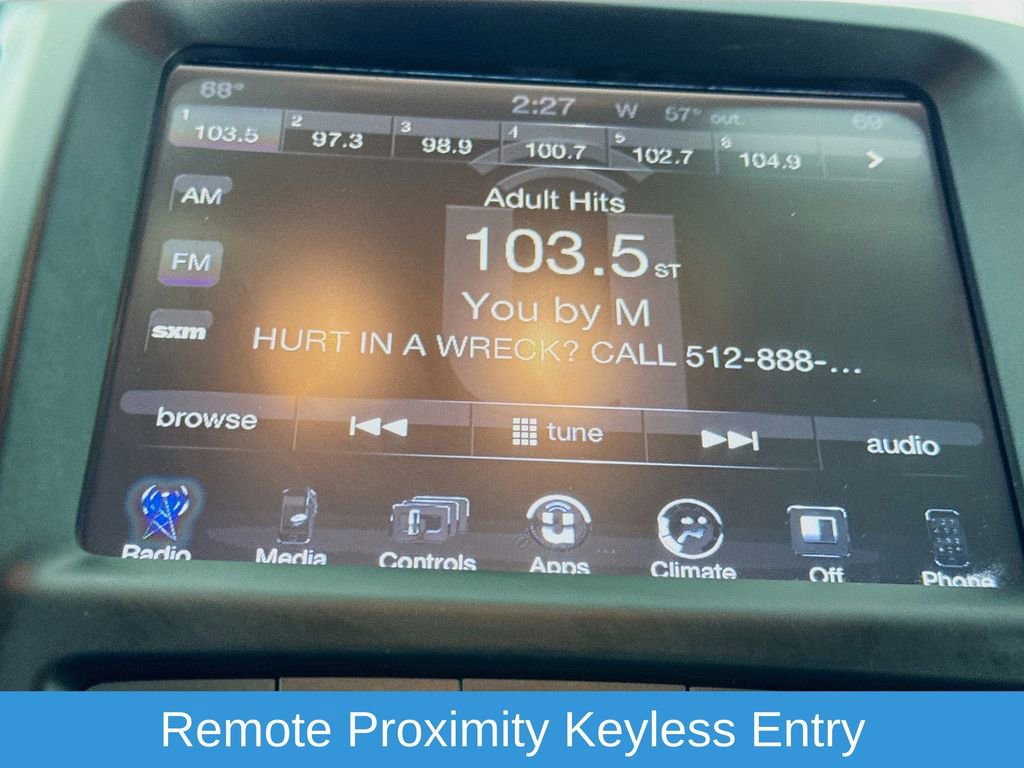 68° 2:27 W 57° out. 69°
1 103.5 2 97.3 3 98.9 4 100.7 5 102.7 6 104.9
AM
Adult Hits
103.5 ST
FM
You by M
sxm
HURT IN A WRECK? CALL 512-888-...
browse tune audio
Radio Media Controls Apps Climate Off Phone
Remote Proximity Keyless Entry